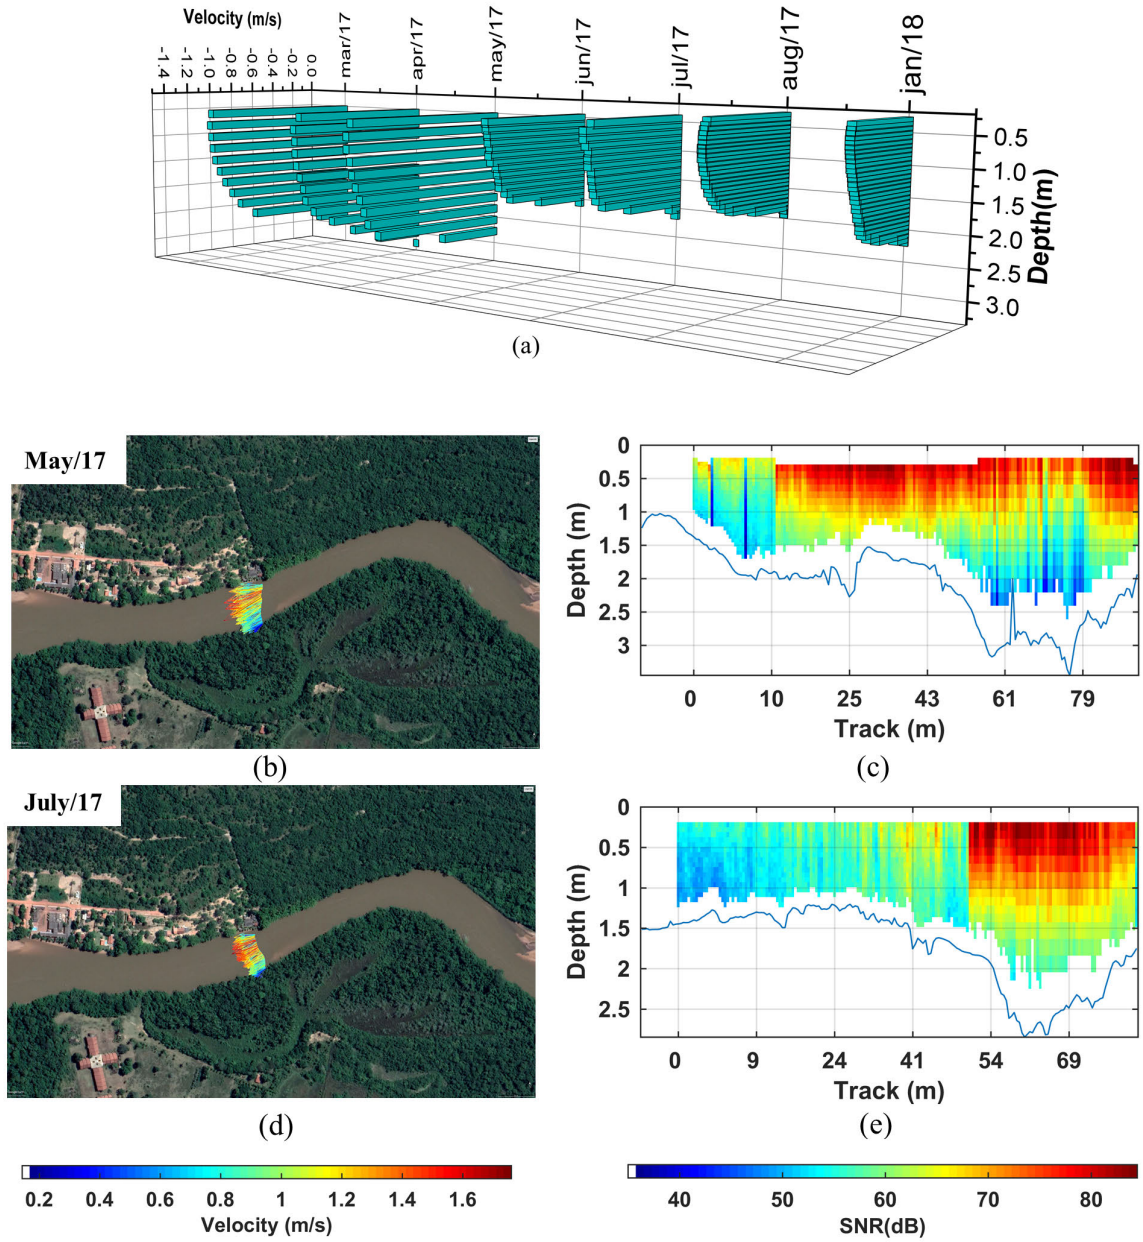 Velocity (m/s)
-1.4 -1.2 -1.0 -0.8 -0.6 -0.4 -0.2 0.0
mar/17 apr/17 may/17 jun/17 jul/17 aug/17 jan/18
0.5
1.0
1.5
2.0
2.5
3.0
Depth(m)
(a)
May/17
(b)
0
0.5
1
1.5
2
2.5
3
Depth (m)
0 10 25 43 61 79
Track (m)
(c)
July/17
(d)
0
0.5
1
1.5
2
2.5
Depth (m)
0 9 24 41 54 69
Track (m)
(e)
0.2 0.4 0.6 0.8 1 1.2 1.4 1.6
Velocity (m/s)
40 50 60 70 80
SNR(dB)